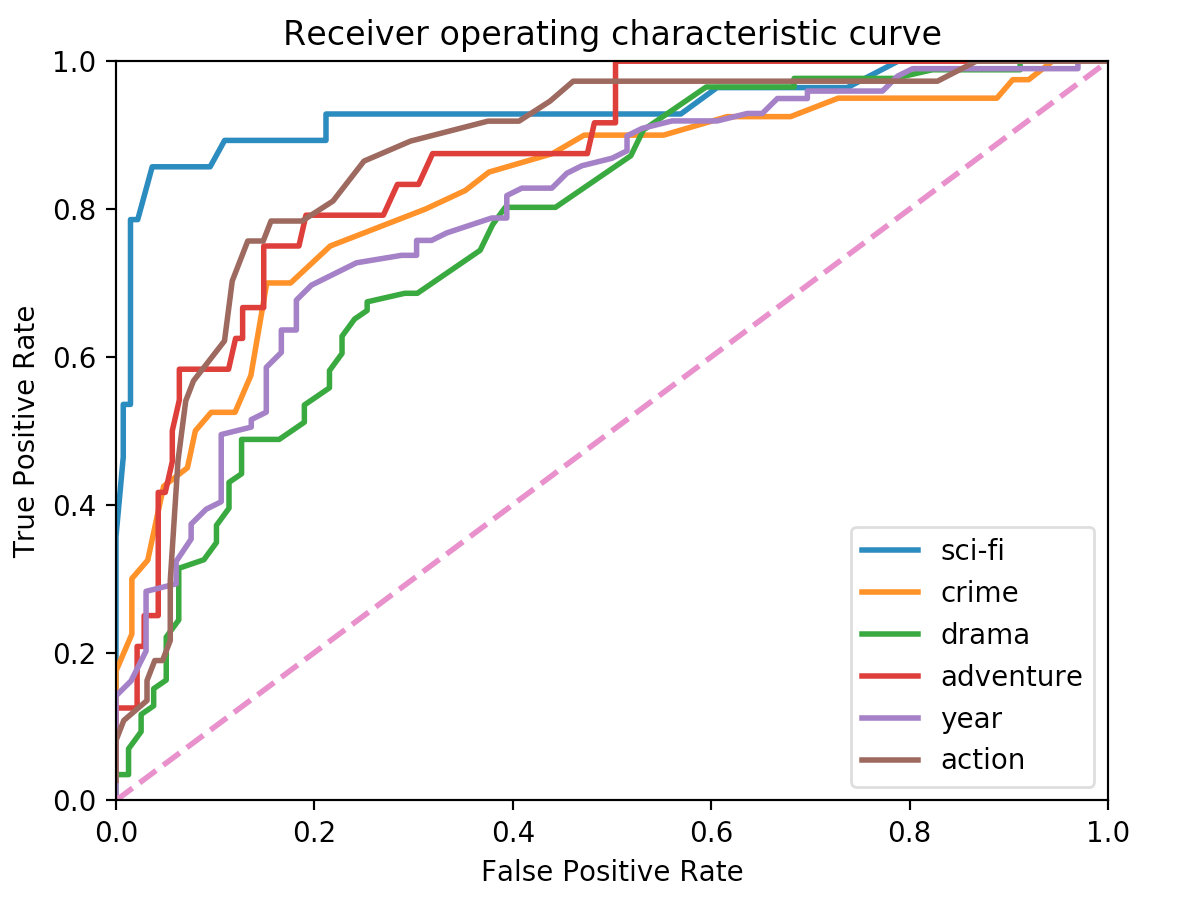 Receiver operating characteristic curve
1.0
0.8
0.6
0.4
0.2
0.0
True Positive Rate
sci-fi
crime
drama
adventure
year
action
0.0 0.2 0.4 0.6 0.8 1.0
False Positive Rate